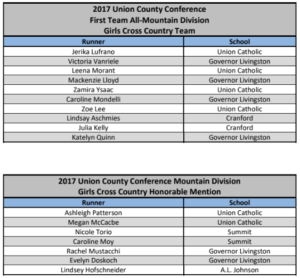 2017 Union County Conference
First Team All-Mountain Division
Girls Cross Country Team
Runner School
Jerika Lufrano Union Catholic
Victoria Vanriele Governor Livingston
Leena Morant Union Catholic
Mackenzie Lloyd Governor Livingston
Zamira Ysaac Union Catholic
Caroline Mondelli Governor Livingston
Zoe Lee Union Catholic
Lindsay Aschmies Cranford
Julia Kelly Cranford
Katelyn Quinn Governor Livingston
2017 Union County Conference Mountain Division
Girls Cross Country Honorable Mention
Runner School
Ashleigh Patterson Union Catholic
Megan McCacbe Union Catholic
Nicole Torio Summit
Caroline Moy Summit
Rachel Mustacchi Governor Livingston
Evelyn Doskoch Governor Livingston
Lindsey Hofschneider A.L. Johnson